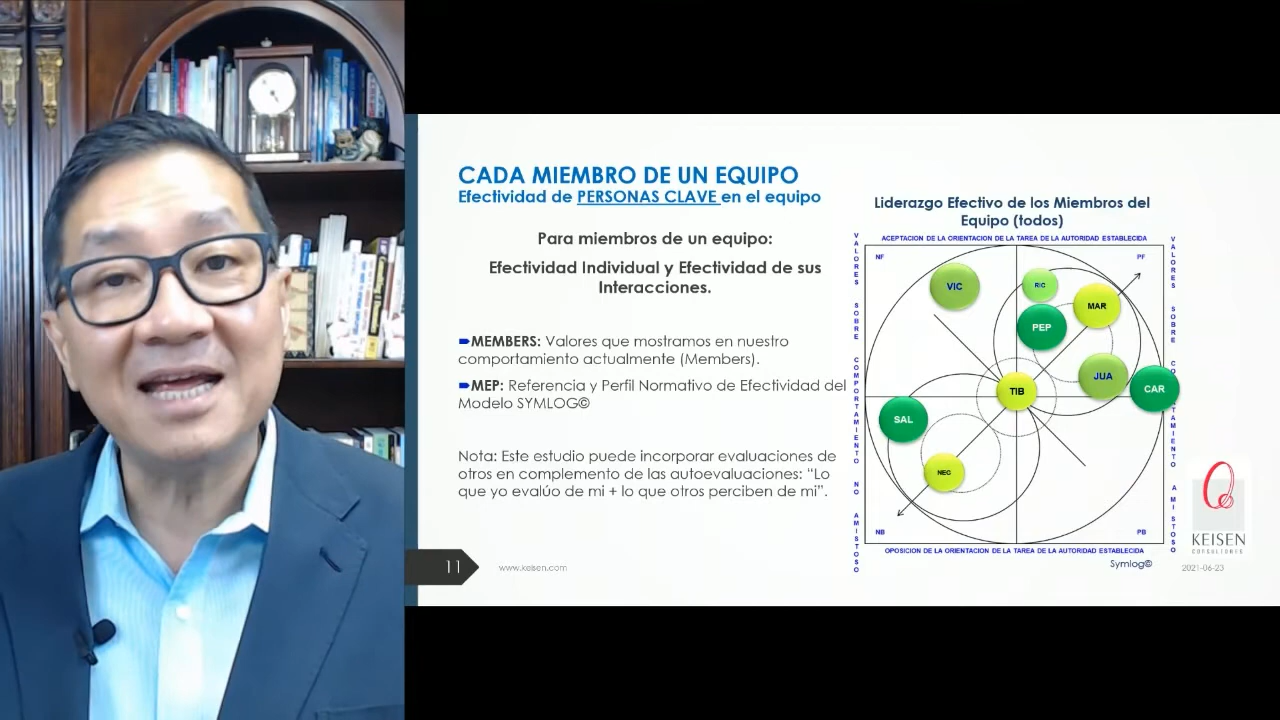 CADA MIEMBRO DE UN EQUIPO
Efectividad de PERSONAS CLAVE en el equipo
Para miembros de un equipo:
Efectividad Individual y Efectividad de sus
Interacciones.
MEMBERS: Valores que mostramos en nuestro
comportamiento actualmente (Members).
MEP: Referencia y Perfil Normativo de Efectividad del
Modelo SYMLOG©
Nota: Este estudio puede incorporar evaluaciones de
otros en complemento de las autoevaluaciones: “Lo
que yo evalúo de mi + lo que otros perciben de mi”.
11
www.keisen.com
Liderazgo Efectivo de los Miembros del
Equipo (todos)
ACEPTACION DE LA ORIENTACION DE LA TAREA DE LA AUTORIDAD ESTABLECIDA
VALORES SOBRE COMPORTAMIENTO NO AMISTOSO
NF
PF
VIC
RIC
MAR
PEP
JUA
CAR
TIB
SAL
NEC
NB
PB
VALORES SOBRE COMPORTAMIENTO AMISTOSO
OPOSICION DE LA ORIENTACION DE LA TAREA DE LA AUTORIDAD ESTABLECIDA
Symlog©
KEISEN
CONSULTORES
2021-06-23